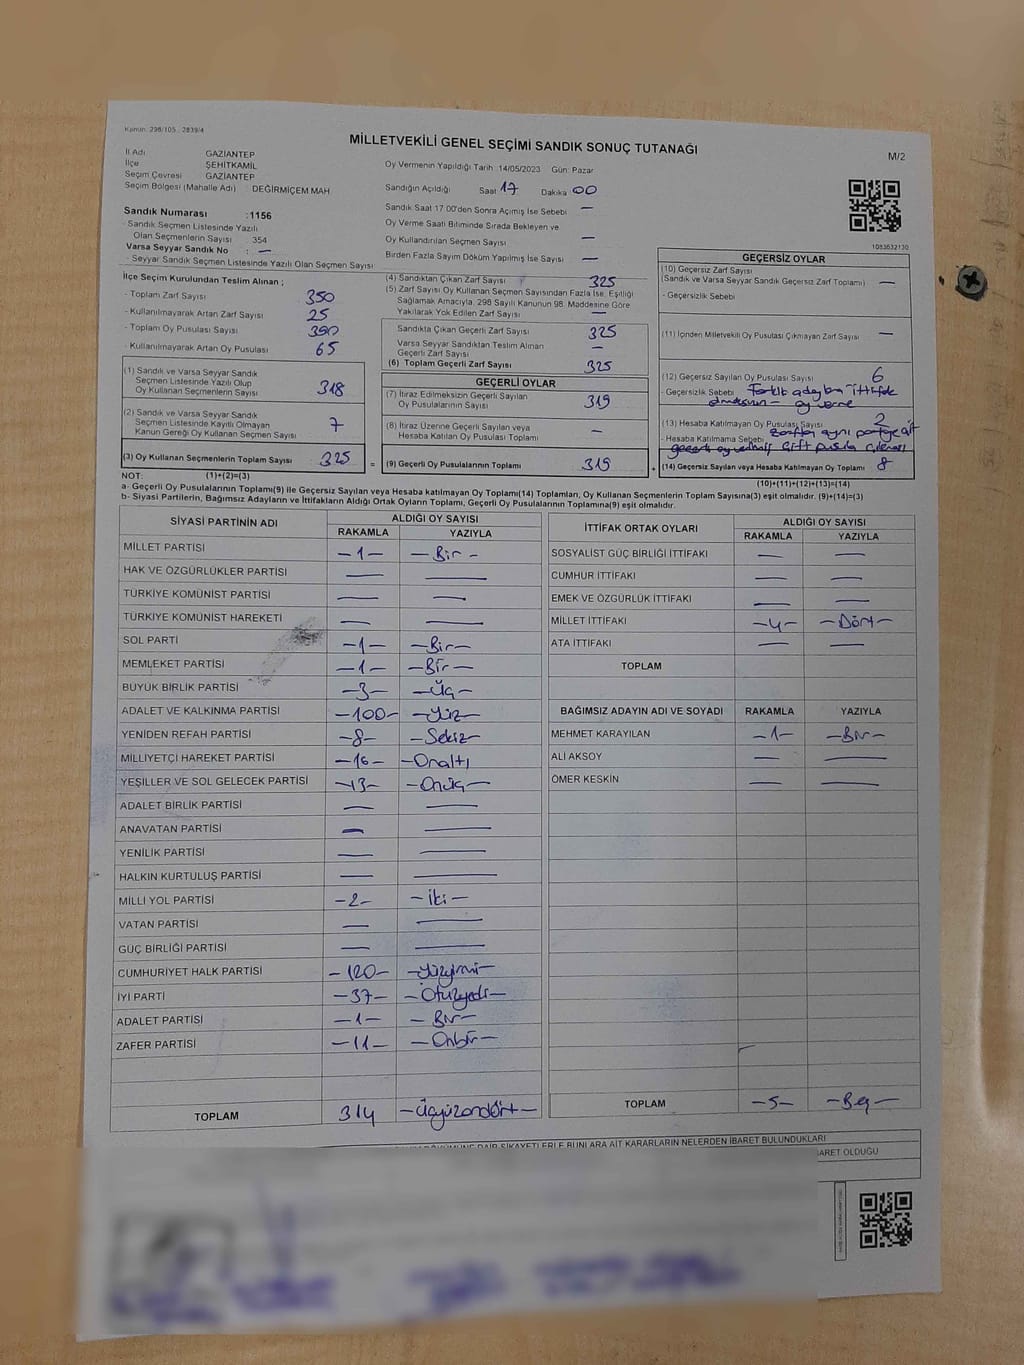 Kanun: 298/105., 2839/4
MİLLETVEKİLİ GENEL SEÇİMİ SANDIK SONUÇ TUTANAĞI
M/2
İl Adı GAZİANTEP
İlçe ŞEHİTKAMİL
Seçim Çevresi GAZİANTEP
Seçim Bölgesi (Mahalle Adı) : DEĞİRMİÇEM MAH.
Sandık Numarası :1156
- Sandık Seçmen Listesinde Yazılı
Olan Seçmenlerin Sayısı 354
Varsa Seyyar Sandık No : —
- Seyyar Sandık Seçmen Listesinde Yazılı Olan Seçmen Sayısı
Oy Vermenin Yapıldığı Tarih :14/05/2023 Gün: Pazar
Sandığın Açıldığı Saat 17 Dakika 00
Sandık Saat 17.00'den Sonra Açılmış İse Sebebi —
Oy Verme Saati Bitiminde Sırada Bekleyen ve
Oy Kullandırılan Seçmen Sayısı —
Birden Fazla Sayım Döküm Yapılmış İse Sayısı —
1083632130
İlçe Seçim Kurulundan Teslim Alınan ;
- Toplam Zarf Sayısı 350
- Kullanılmayarak Artan Zarf Sayısı 25
- Toplam Oy Pusulası Sayısı 390
- Kullanılmayarak Artan Oy Pusulası 65
(1) Sandık ve Varsa Seyyar Sandık
Seçmen Listesinde Yazılı Olup
Oy Kullanan Seçmenlerin Sayısı 318
(2) Sandık ve Varsa Seyyar Sandık
Seçmen Listesinde Kayıtlı Olmayan
Kanun Gereği Oy Kullanan Seçmen Sayısı 7
(3) Oy Kullanan Seçmenlerin Toplam Sayısı 325
(1)+(2)=(3)
(4) Sandıktan Çıkan Zarf Sayısı 325
(5) Zarf Sayısı Oy Kullanan Seçmen Sayısından Fazla İse, Eşitliği
Sağlamak Amacıyla, 298 Sayılı Kanunun 98. Maddesine Göre
Yakılarak Yok Edilen Zarf Sayısı —
Sandıkta Çıkan Geçerli Zarf Sayısı 325
Varsa Seyyar Sandıktan Teslim Alınan
Geçerli Zarf Sayısı —
(6) Toplam Geçerli Zarf Sayısı 325
GEÇERLİ OYLAR
(7) İtiraz Edilmeksizin Geçerli Sayılan
Oy Pusulalarının Sayısı 319
(8) İtiraz Üzerine Geçerli Sayılan veya
Hesaba Katılan Oy Pusulası Toplamı —
= (9) Geçerli Oy Pusulalarının Toplamı 319
GEÇERSİZ OYLAR
(10) Geçersiz Zarf Sayısı
(Sandık ve Varsa Seyyar Sandık Geçersiz Zarf Toplamı) —
- Geçersizlik Sebebi
(11) İçinden Milletvekili Oy Pusulası Çıkmayan Zarf Sayısı —
(12) Geçersiz Sayılan Oy Pusulası Sayısı 6
- Geçersizlik Sebebi Farklı ittifak
oy verme
(13) Hesaba Katılmayan Oy Pusulası Sayısı 2
- Hesaba Katılmama Sebebi aynı partiye ait
geçerli oy çift pusula
+ (14) Geçersiz Sayılan veya Hesaba Katılmayan Oy Toplamı 8
(10)+(11)+(12)+(13)=(14)
NOT:
a- Geçerli Oy Pusulalarının Toplamı(9) ile Geçersiz Sayılan veya Hesaba katılmayan Oy Toplamı(14) Toplamları, Oy Kullanan Seçmenlerin Toplam Sayısına(3) eşit olmalıdır. (9)+(14)=(3)
b- Siyasi Partilerin, Bağımsız Adayların ve İttifakların Aldığı Ortak Oyların Toplamı, Geçerli Oy Pusulalarının Toplamına(9) eşit olmalıdır.
SİYASİ PARTİNİN ADI ALDIĞI OY SAYISI
RAKAMLA YAZIYLA
MİLLET PARTİSİ –1– –Bir–
HAK VE ÖZGÜRLÜKLER PARTİSİ — —
TÜRKİYE KOMÜNİST PARTİSİ — —
TÜRKİYE KOMÜNİST HAREKETİ — —
SOL PARTİ –1– –Bir–
MEMLEKET PARTİSİ –1– –Bir–
BÜYÜK BİRLİK PARTİSİ –3– –Üç–
ADALET VE KALKINMA PARTİSİ –100– –Yüz–
YENİDEN REFAH PARTİSİ –8– –Sekiz–
MİLLİYETÇİ HAREKET PARTİSİ –16– –Onaltı
YEŞİLLER VE SOL GELECEK PARTİSİ –13– –Onüç–
ADALET BİRLİK PARTİSİ — —
ANAVATAN PARTİSİ — —
YENİLİK PARTİSİ — —
HALKIN KURTULUŞ PARTİSİ — —
MİLLİ YOL PARTİSİ –2– –İki–
VATAN PARTİSİ — —
GÜÇ BİRLİĞİ PARTİSİ — —
CUMHURİYET HALK PARTİSİ –120– –Yüzyirmi–
İYİ PARTİ –37– –Otuzyedi–
ADALET PARTİSİ –1– –Bir–
ZAFER PARTİSİ –11– –Onbir–
TOPLAM 314 –Üçyüzondört–
İTTİFAK ORTAK OYLARI ALDIĞI OY SAYISI
RAKAMLA YAZIYLA
SOSYALİST GÜÇ BİRLİĞİ İTTİFAKI — —
CUMHUR İTTİFAKI — —
EMEK VE ÖZGÜRLÜK İTTİFAKI — —
MİLLET İTTİFAKI –4– –Dört–
ATA İTTİFAKI — —
TOPLAM
BAĞIMSIZ ADAYIN ADI VE SOYADI RAKAMLA YAZIYLA
MEHMET KARAYILAN –1– –Bir–
ALİ AKSOY — —
ÖMER KESKİN — —
TOPLAM –5– –Beş–
DÖKÜMÜNE DAİR ŞİKAYETLERLE BUNLARA AİT KARARLARIN NELERDEN İBARET BULUNDUKLARI
İBARET OLDUĞU